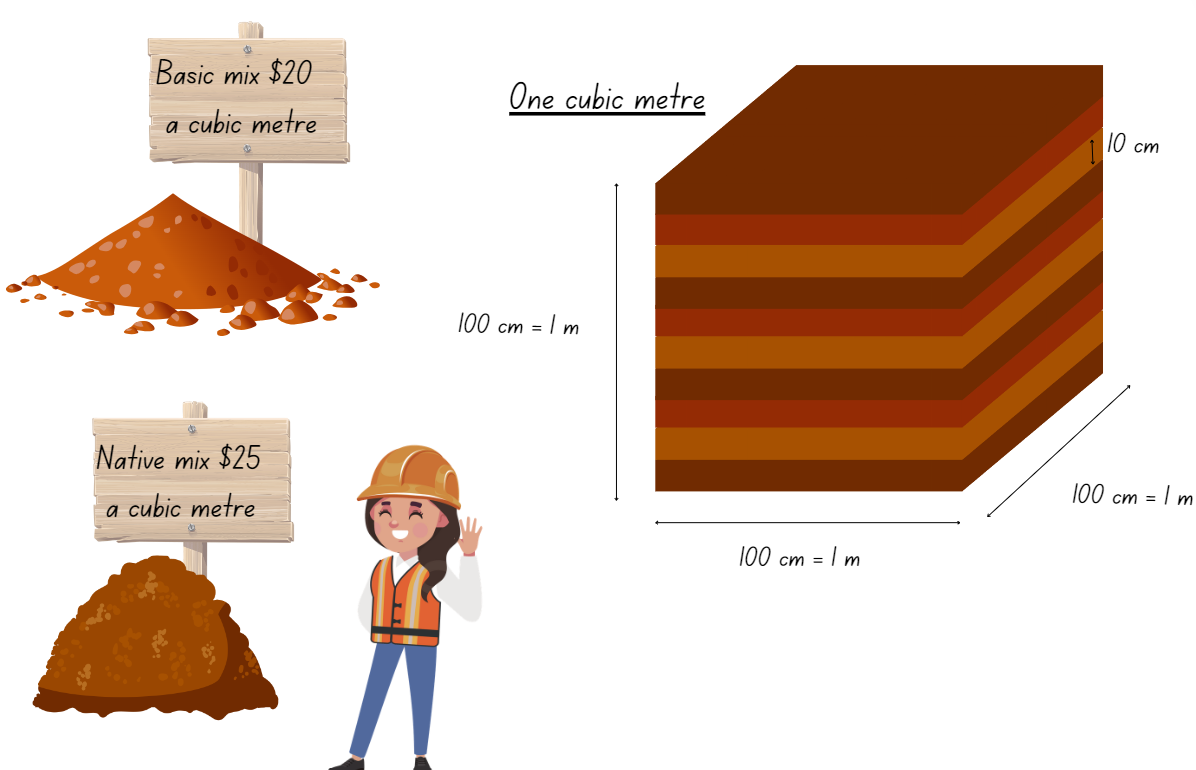 Basic mix $20
a cubic metre
One cubic metre
10 cm
100 cm = 1 m
Native mix $25
a cubic metre
100 cm = 1 m
100 cm = 1 m